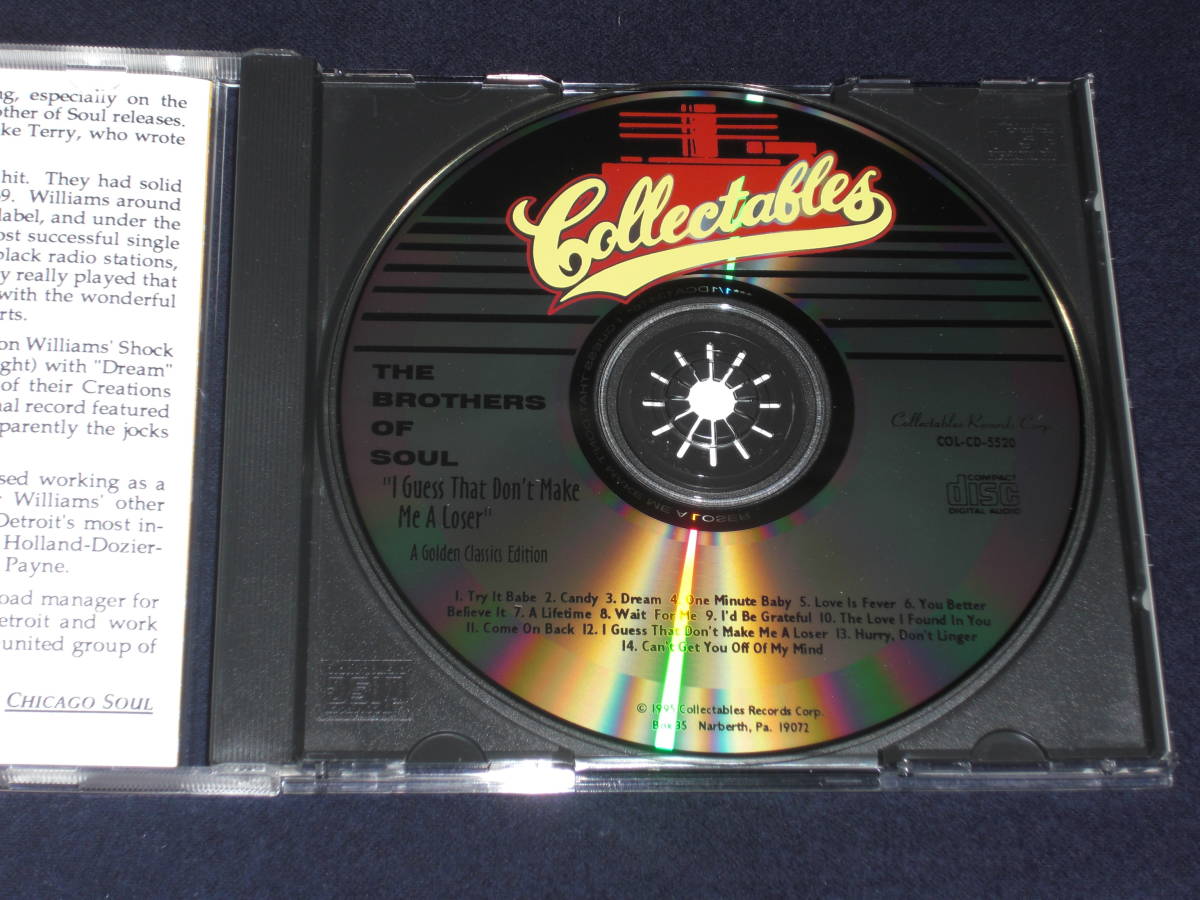 ng, especially on the
other of Soul releases.
ke Terry, who wrote
hit. They had solid
9. Williams around
label, and under the
ost successful single
black radio stations,
y really played that
with the wonderful
rts.
on Williams' Shock
ght) with "Dream"
of their Creations
nal record featured
parently the jocks
sed working as a
Williams' other
Detroit's most in-
Holland-Dozier-
Payne.
oad manager for
etroit and work
united group of
CHICAGO SOUL
Collectables
THE
BROTHERS
OF
SOUL
"I Guess That Don't Make
Me A Loser"
A Golden Classics Edition
Collectables Records Corp.
COL-CD-5520
COMPACT
disc
DIGITAL AUDIO
1. Try It Babe 2. Candy 3. Dream 4. One Minute Baby 5. Love Is Fever 6. You Better
Believe It 7. A Lifetime 8. Wait For Me 9. I'd Be Grateful 10. The Love I Found In You
11. Come On Back 12. I Guess That Don't Make Me A Loser 13. Hurry, Don't Linger
14. Can't Get You Off Of My Mind
© 1995 Collectables Records Corp.
Box 35 Narberth, Pa. 19072